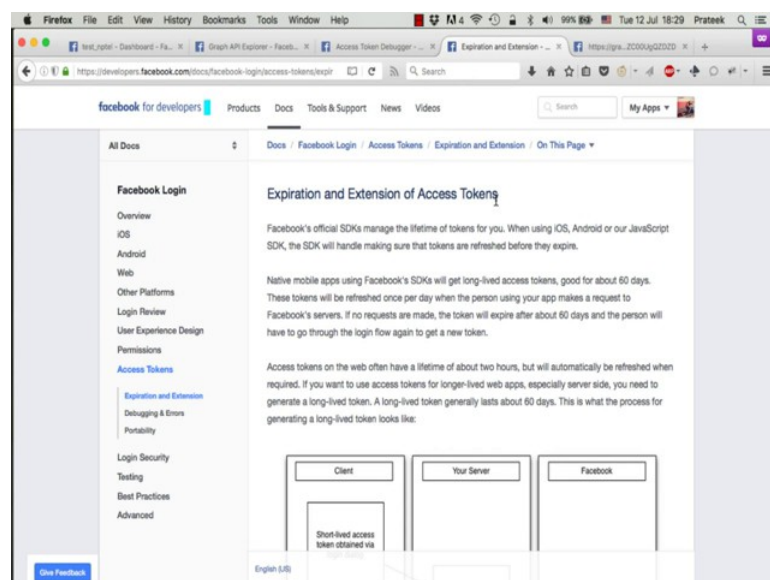 Firefox File Edit View History Bookmarks Tools Window Help 4 99% Tue 12 Jul 18:29 Prateek
test_nptel - Dashboard - Fa... Graph API Explorer - Faceb... Access Token Debugger - ... Expiration and Extension - ... https://gra...ZC00UgQZDZD
https://developers.facebook.com/docs/facebook-login/access-tokens/expir Search
facebook for developers Products Docs Tools & Support News Videos Search My Apps
All Docs
Docs / Facebook Login / Access Tokens / Expiration and Extension / On This Page
Facebook Login
Overview
iOS
Android
Web
Other Platforms
Login Review
User Experience Design
Permissions
Access Tokens
Expiration and Extension
Debugging & Errors
Portability
Login Security
Testing
Best Practices
Advanced
Expiration and Extension of Access Tokens
Facebook's official SDKs manage the lifetime of tokens for you. When using iOS, Android or our JavaScript
SDK, the SDK will handle making sure that tokens are refreshed before they expire.
Native mobile apps using Facebook's SDKs will get long-lived access tokens, good for about 60 days.
These tokens will be refreshed once per day when the person using your app makes a request to
Facebook's servers. If no requests are made, the token will expire after about 60 days and the person will
have to go through the login flow again to get a new token.
Access tokens on the web often have a lifetime of about two hours, but will automatically be refreshed when
required. If you want to use access tokens for longer-lived web apps, especially server side, you need to
generate a long-lived token. A long-lived token generally lasts about 60 days. This is what the process for
generating a long-lived token looks like:
Client
Your Server
Facebook
Short-lived access
token obtained via
Give Feedback
English (US)